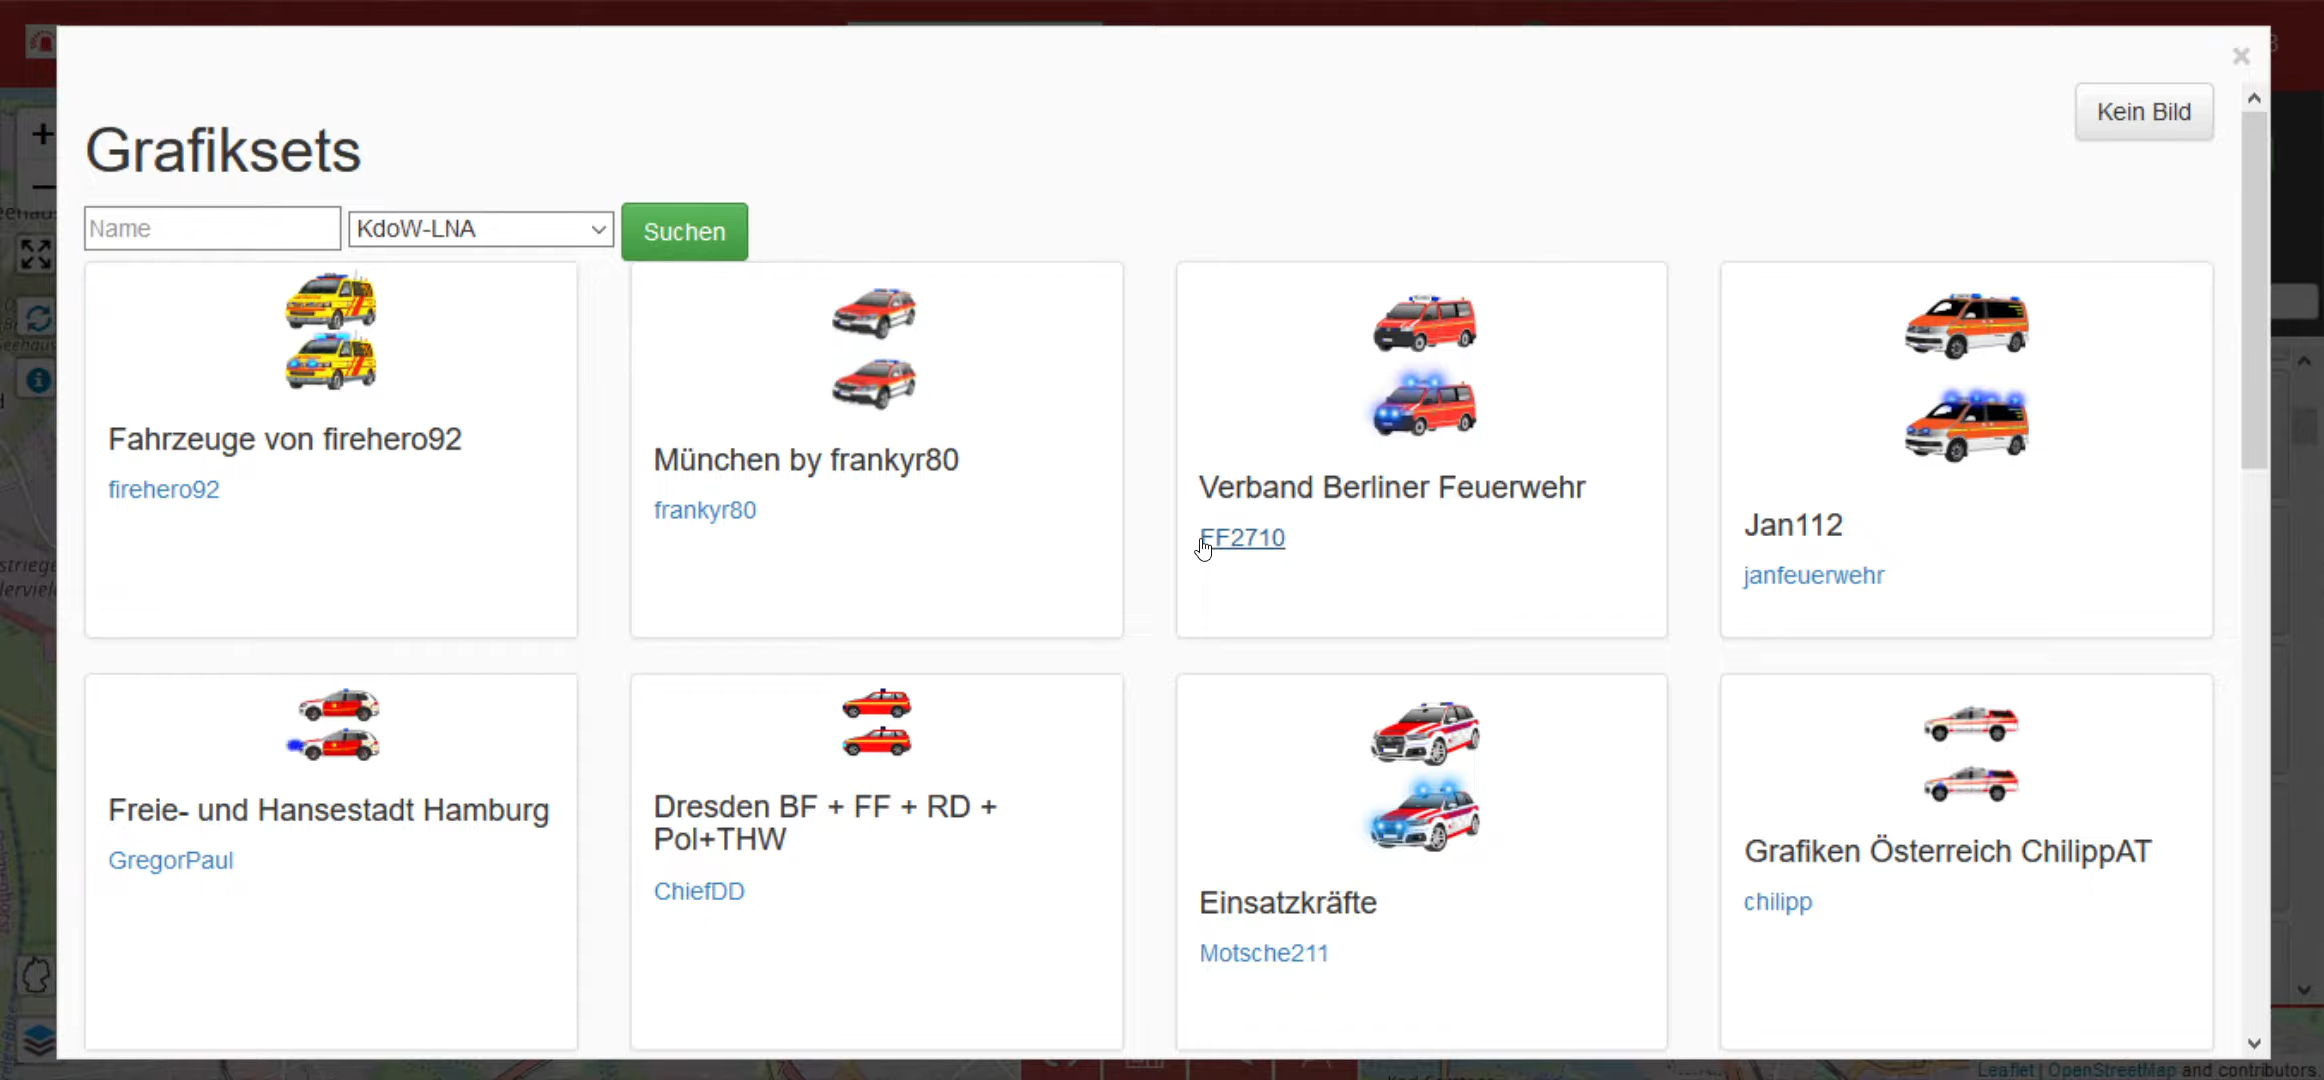 ×
Kein Bild
Grafiksets
Name
KdoW-LNA
Suchen
Fahrzeuge von firehero92
firehero92
München by frankyr80
frankyr80
Verband Berliner Feuerwehr
FF2710
Jan112
janfeuerwehr
Freie- und Hansestadt Hamburg
GregorPaul
Dresden BF + FF + RD +
Pol+THW
ChiefDD
Einsatzkräfte
Motsche211
Grafiken Österreich ChilippAT
chilipp
Leaflet | OpenStreetMap and contributors